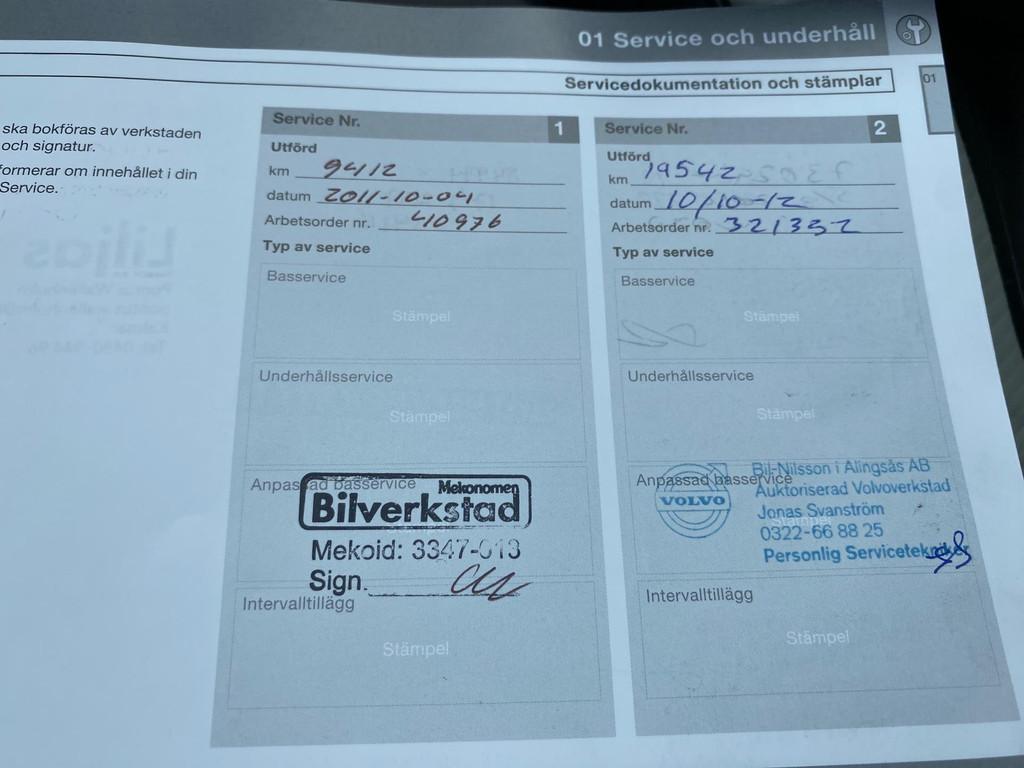 01 Service och underhåll
Servicedokumentation och stämplar
01
ska bokföras av verkstaden
och signatur.
formerar om innehållet i din
Service.
Service Nr. 1
Utförd
km 9412
datum 2011-10-04
Arbetsorder nr. 40976
Typ av service
Basservice
Stämpel
Underhållsservice
Stämpel
Anpassad basservice
Mekonomen
Bilverkstad
Mekoid: 3347-013
Sign.
Intervalltillägg
Stämpel
Service Nr. 2
Utförd
km 19542
datum 10/10-12
Arbetsorder nr. 321332
Typ av service
Basservice
Stämpel
Underhållsservice
Stämpel
Anpassad basservice
Stämpel
VOLVO
Bil-Nilsson i Alingsås AB
Auktoriserad Volvoverkstad
Jonas Svanström
0322-66 88 25
Personlig Servicetekniker
Intervalltillägg
Stämpel
Liljas